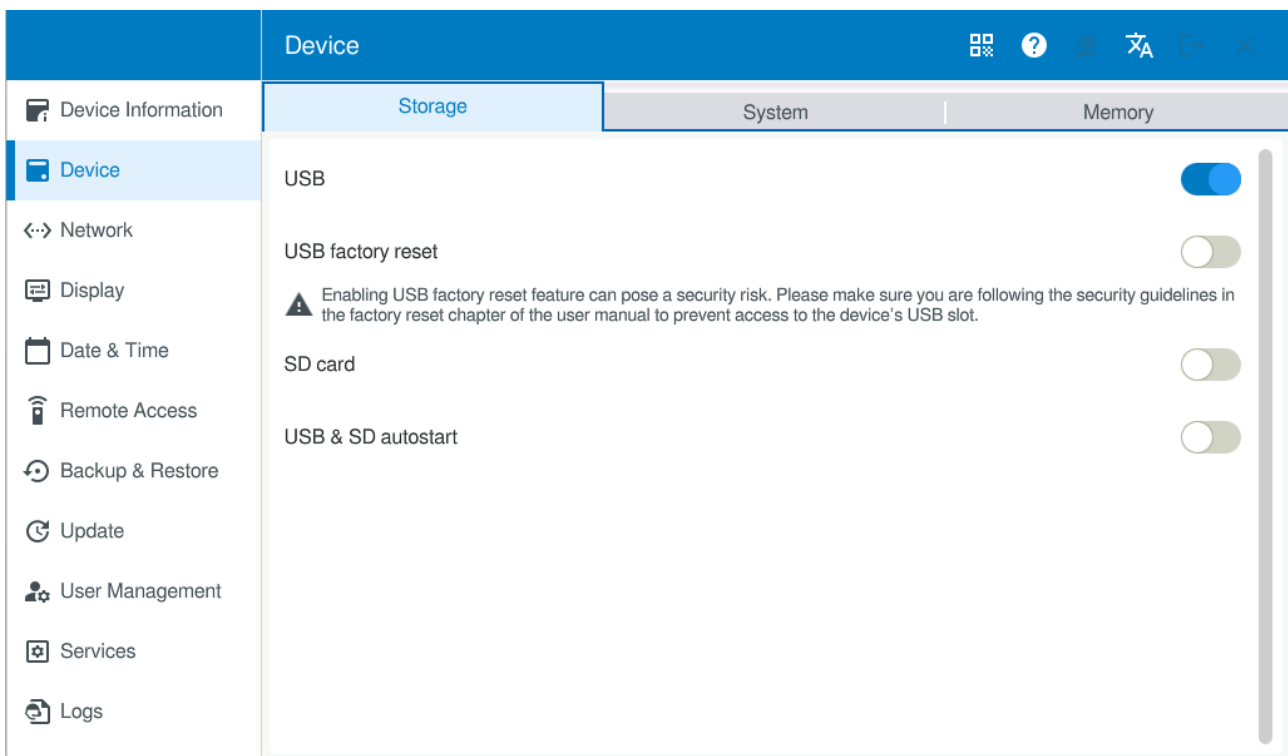 Device
Device Information
Device
Network
Display
Date & Time
Remote Access
Backup & Restore
Update
User Management
Services
Logs
Storage
System
Memory
USB
USB factory reset
Enabling USB factory reset feature can pose a security risk. Please make sure you are following the security guidelines in
the factory reset chapter of the user manual to prevent access to the device's USB slot.
SD card
USB & SD autostart